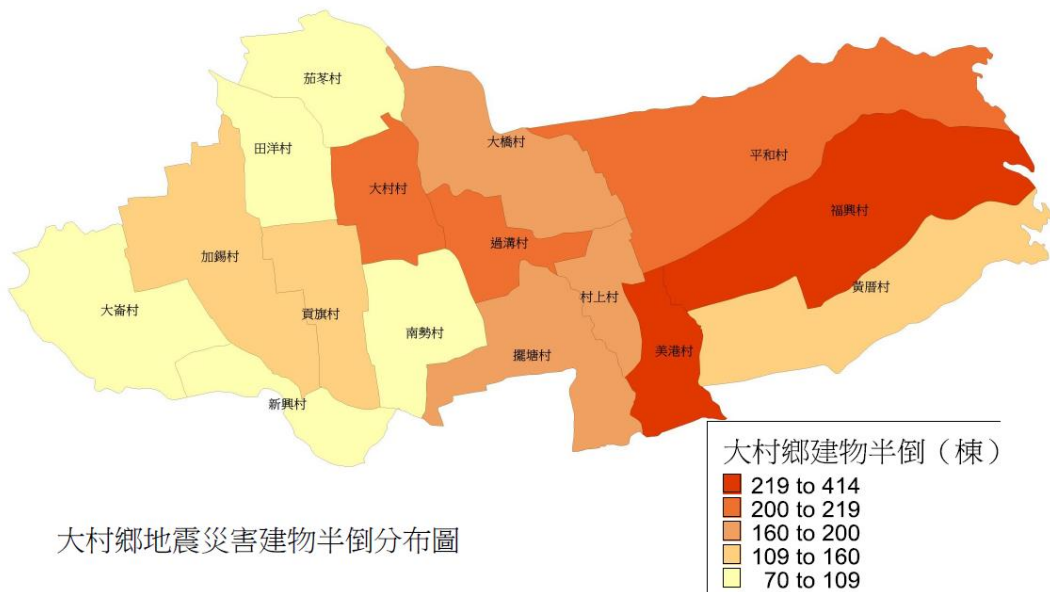 茄苳村
田洋村
大橋村
平和村
大村村
福興村
過溝村
加錫村
黃厝村
村上村
大崙村
貢旗村
南勢村
美港村
擺塘村
新興村
大村鄉建物半倒（棟）
219 to 414
200 to 219
160 to 200
109 to 160
70 to 109
大村鄉地震災害建物半倒分布圖